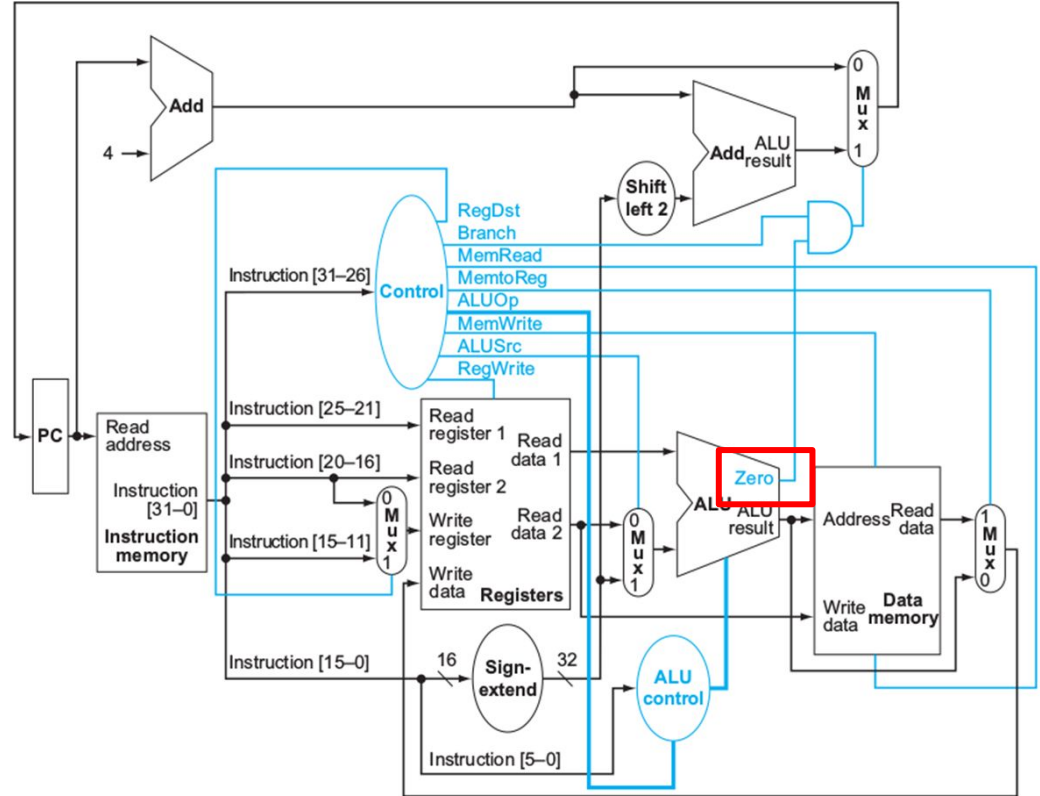 Add
4
0
M
u
x
1
Add
ALU
result
Shift
left 2
RegDst
Branch
MemRead
MemtoReg
ALUOp
MemWrite
ALUSrc
RegWrite
Control
Instruction [31–26]
PC
Read
address
Instruction
[31–0]
Instruction
memory
Instruction [25–21]
Instruction [20–16]
Instruction [15–11]
0
M
u
x
1
Read
register 1
Read
register 2
Write
register
Write
data
Read
data 1
Read
data 2
Registers
0
M
u
x
1
Zero
ALU
ALU
result
Address
Read
data
Write
data
Data
memory
1
M
u
x
0
Instruction [15–0]
16
Sign-
extend
32
ALU
control
Instruction [5–0]